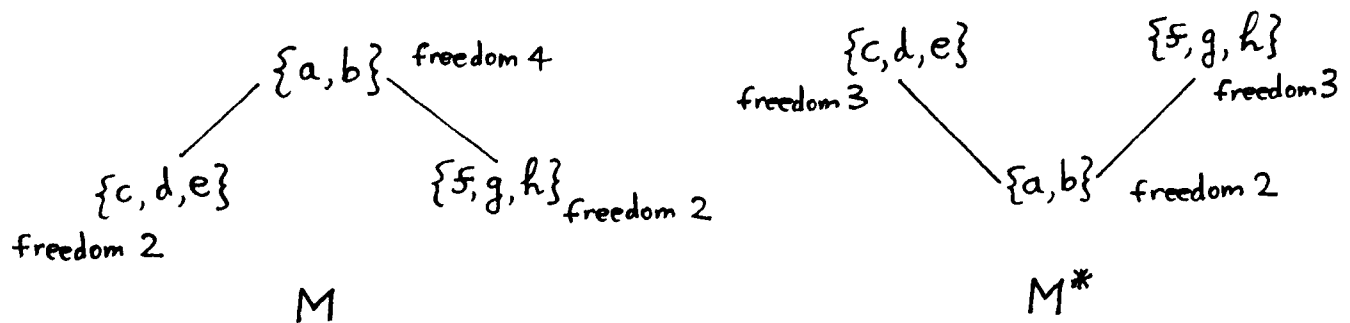 {a,b} freedom 4
{c,d,e}
freedom 2
{f,g,h}
freedom 2
M
{c,d,e}
freedom 3
{f,g,h}
freedom 3
{a,b} freedom 2
M*